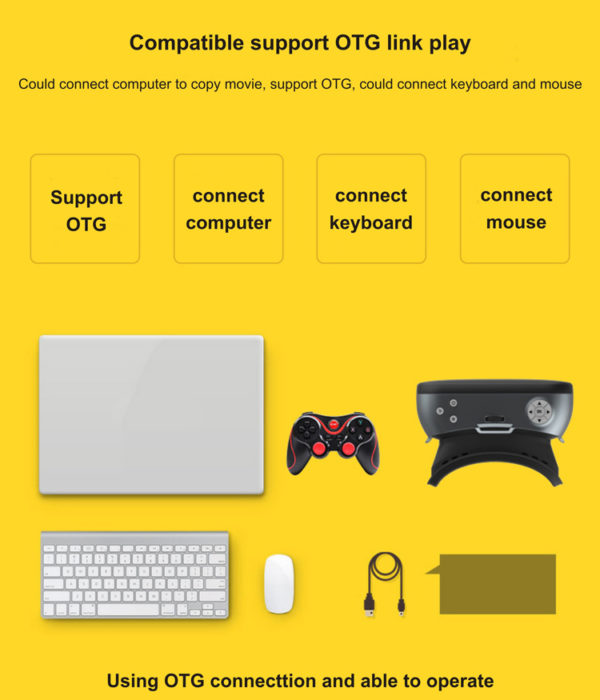 Compatible support OTG link play
Could connect computer to copy movie, support OTG, could connect keyboard and mouse
Support
OTG
connect
computer
connect
keyboard
connect
mouse
Using OTG connecttion and able to operate